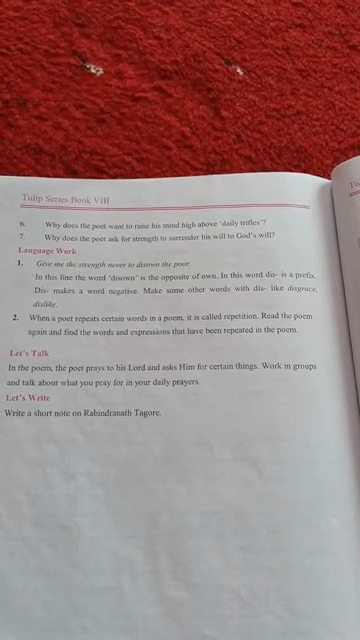 Tulip Series Book VIII
6. Why does the poet want to raise his mind high above 'daily trifles'?
7. Why does the poet ask for strength to surrender his will to God's will?
Language Work
1. Give me the strength never to disown the poor.
In this line the word 'disown' is the opposite of own. In this word dis- is a prefix.
Dis- makes a word negative. Make some other words with dis- like disgrace,
dislike.
2. When a poet repeats certain words in a poem, it is called repetition. Read the poem
again and find the words and expressions that have been repeated in the poem.
Let's Talk
In the poem, the poet prays to his Lord and asks Him for certain things. Work in groups
and talk about what you pray for in your daily prayers.
Let's Write
Write a short note on Rabindranath Tagore.